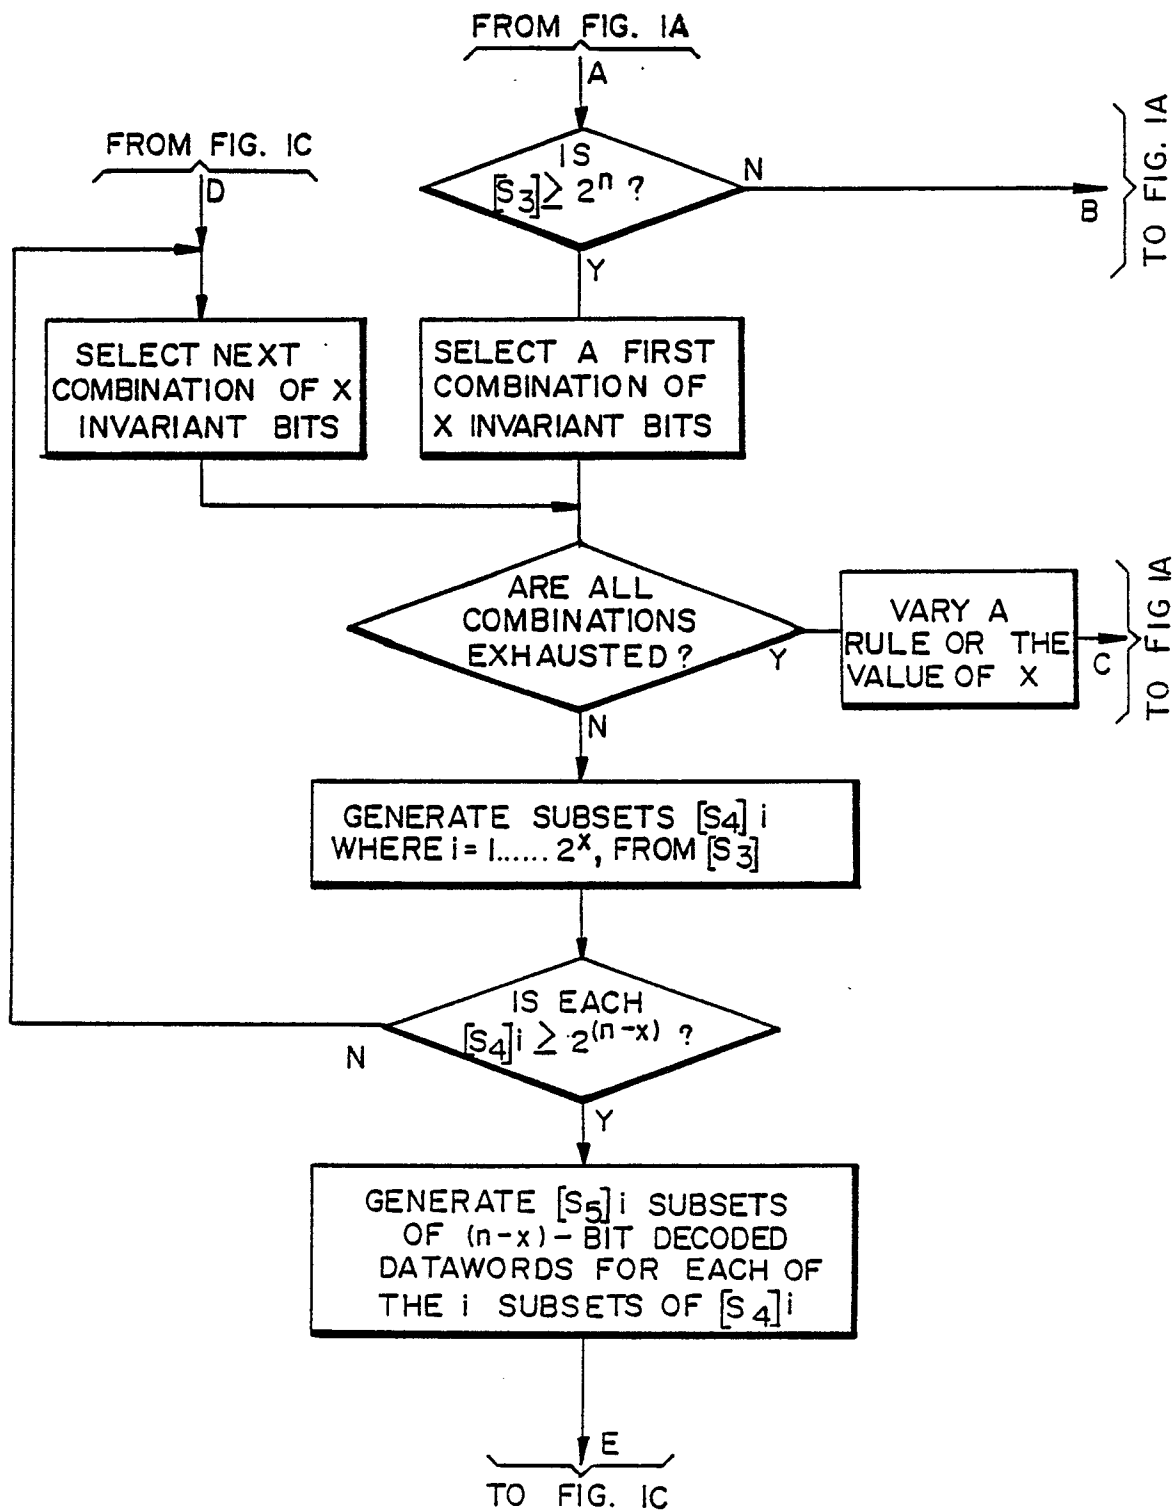 FROM FIG. 1A
A
IS
[S3] ≥ 2^n ?
N
B
TO FIG. 1A
Y
FROM FIG. 1C
D
SELECT NEXT
COMBINATION OF X
INVARIANT BITS
SELECT A FIRST
COMBINATION OF
X INVARIANT BITS
ARE ALL
COMBINATIONS
EXHAUSTED?
Y
VARY A
RULE OR THE
VALUE OF X
C
TO FIG 1A
N
GENERATE SUBSETS [S4] i
WHERE i = 1...... 2^x, FROM [S3]
IS EACH
[S4]i ≥ 2^(n-x) ?
N
Y
GENERATE [S5] i SUBSETS
OF (n-x)-BIT DECODED
DATAWORDS FOR EACH OF
THE i SUBSETS OF [S4]i
E
TO FIG. 1C